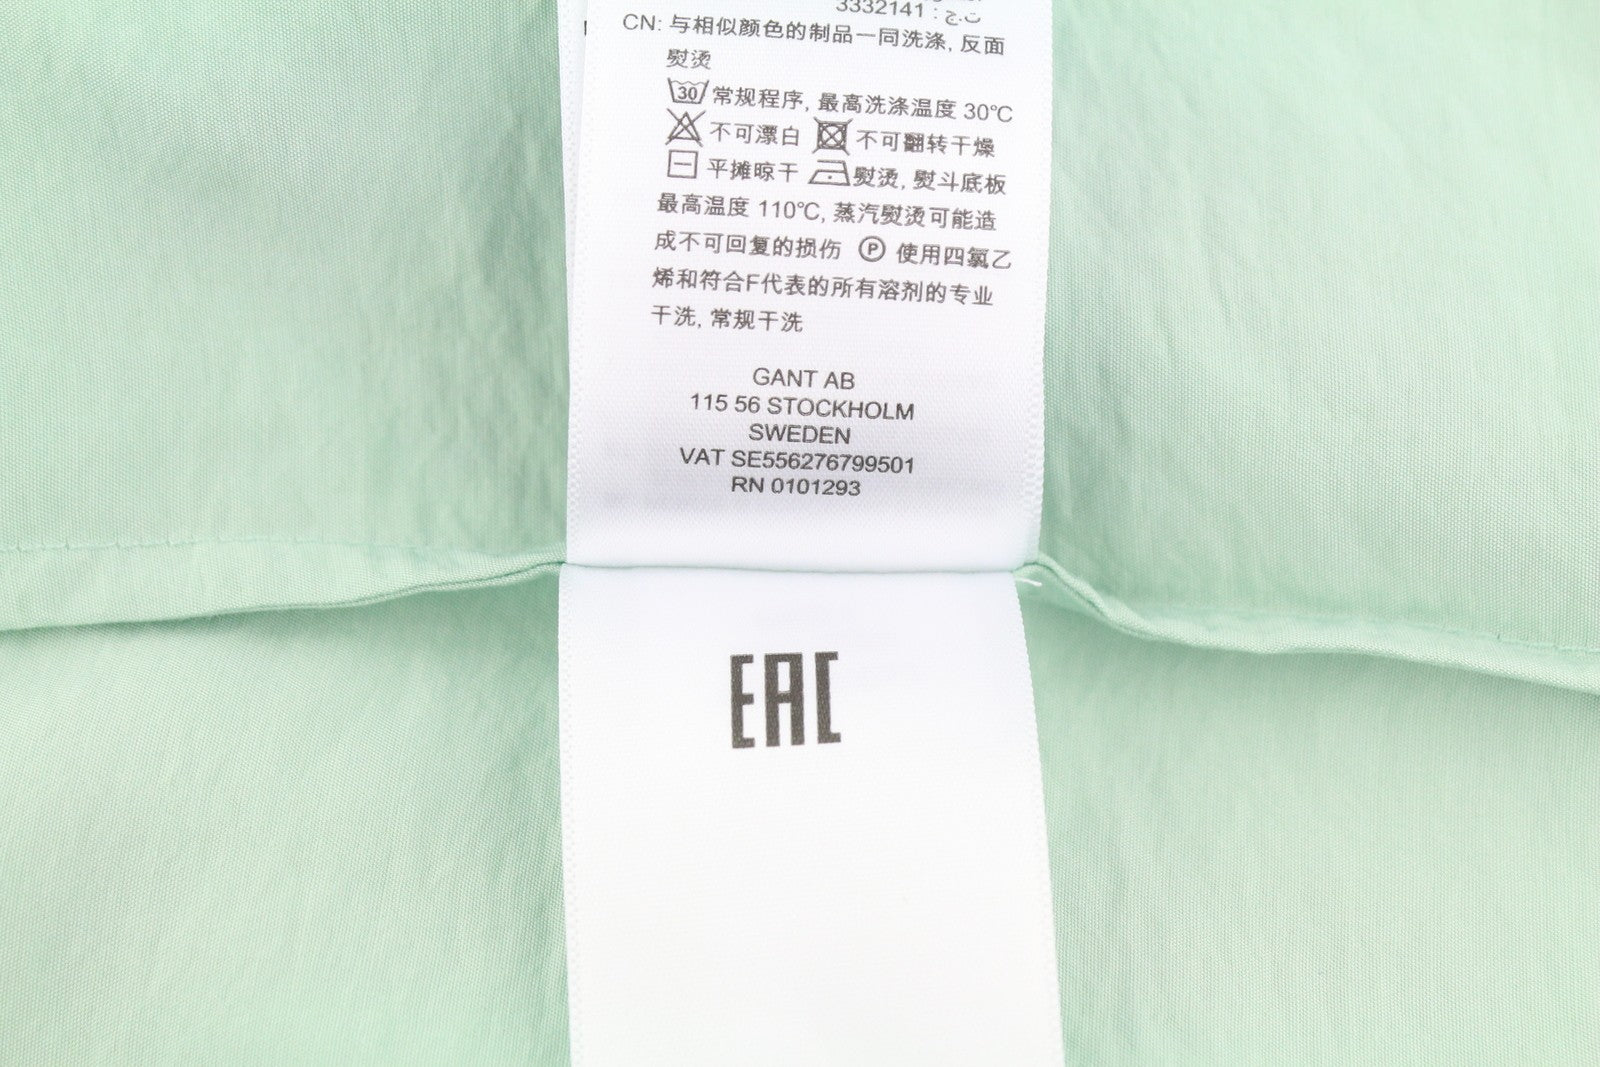 3332141 : ت.ج
CN: 与相似颜色的制品一同洗涤, 反面
熨烫
30 常规程序, 最高洗涤温度 30°C
不可漂白 不可翻转干燥
平摊晾干 熨烫, 熨斗底板
最高温度 110°C, 蒸汽熨烫可能造
成不可回复的损伤 P 使用四氯乙
烯和符合F代表的所有溶剂的专业
干洗, 常规干洗
GANT AB
115 56 STOCKHOLM
SWEDEN
VAT SE556276799501
RN 0101293
EAC